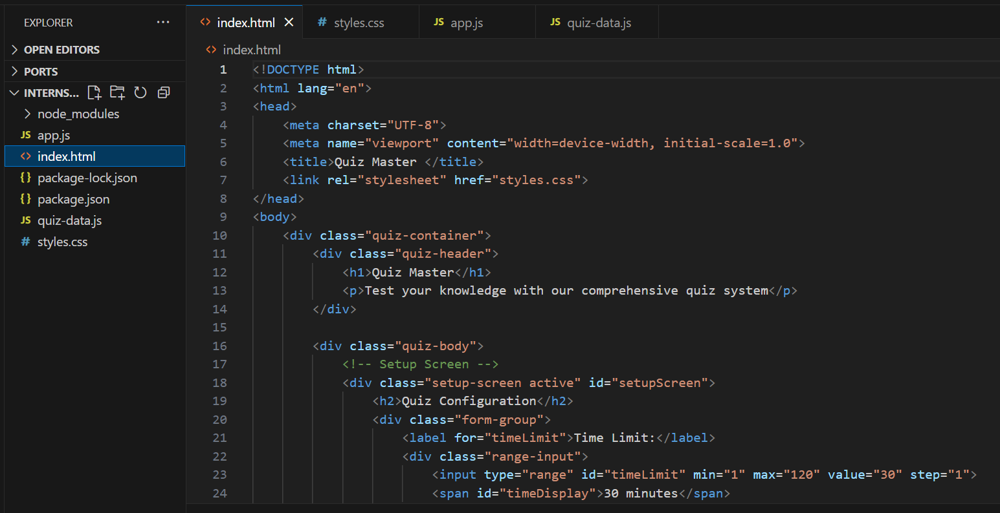 EXPLORER
OPEN EDITORS
PORTS
INTERNS...
node_modules
JS app.js
<> index.html
{} package-lock.json
{} package.json
JS quiz-data.js
# styles.css
<> index.html
# styles.css
JS app.js
JS quiz-data.js
<> index.html
1 <!DOCTYPE html>
2 <html lang="en">
3 <head>
4 <meta charset="UTF-8">
5 <meta name="viewport" content="width=device-width, initial-scale=1.0">
6 <title>Quiz Master </title>
7 <link rel="stylesheet" href="styles.css">
8 </head>
9 <body>
10 <div class="quiz-container">
11 <div class="quiz-header">
12 <h1>Quiz Master</h1>
13 <p>Test your knowledge with our comprehensive quiz system</p>
14 </div>
15
16 <div class="quiz-body">
17 <!-- Setup Screen -->
18 <div class="setup-screen active" id="setupScreen">
19 <h2>Quiz Configuration</h2>
20 <div class="form-group">
21 <label for="timeLimit">Time Limit:</label>
22 <div class="range-input">
23 <input type="range" id="timeLimit" min="1" max="120" value="30" step="1">
24 <span id="timeDisplay">30 minutes</span>